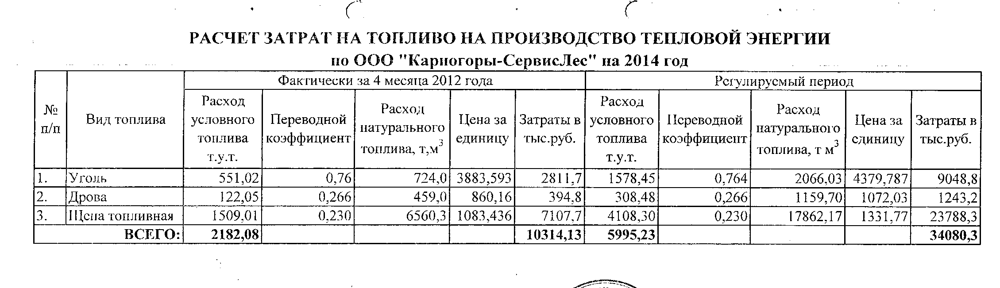 РАСЧЕТ ЗАТРАТ НА ТОПЛИВО НА ПРОИЗВОДСТВО ТЕПЛОВОЙ ЭНЕРГИИ
по ООО "Карпогоры-СервисЛес" на 2014 год
№ п/п Вид топлива Фактически за 4 месяца 2012 года Регулируемый период
Расход условного топлива т.у.т. Переводной коэффициент Расход натурального топлива, т,м³ Цена за единицу Затраты в тыс.руб. Расход условного топлива т.у.т. Переводной коэффициент Расход натурального топлива, т м³ Цена за единицу Затраты в тыс.руб.
1. Уголь 551,02 0,76 724,0 3883,593 2811,7 1578,45 0,764 2066,03 4379,787 9048,8
2. Дрова 122,05 0,266 459,0 860,16 394,8 308,48 0,266 1159,70 1072,03 1243,2
3. Щепа топливная 1509,01 0,230 6560,3 1083,436 7107,7 4108,30 0,230 17862,17 1331,77 23788,3
ВСЕГО: 2182,08 10314,13 5995,23 34080,3